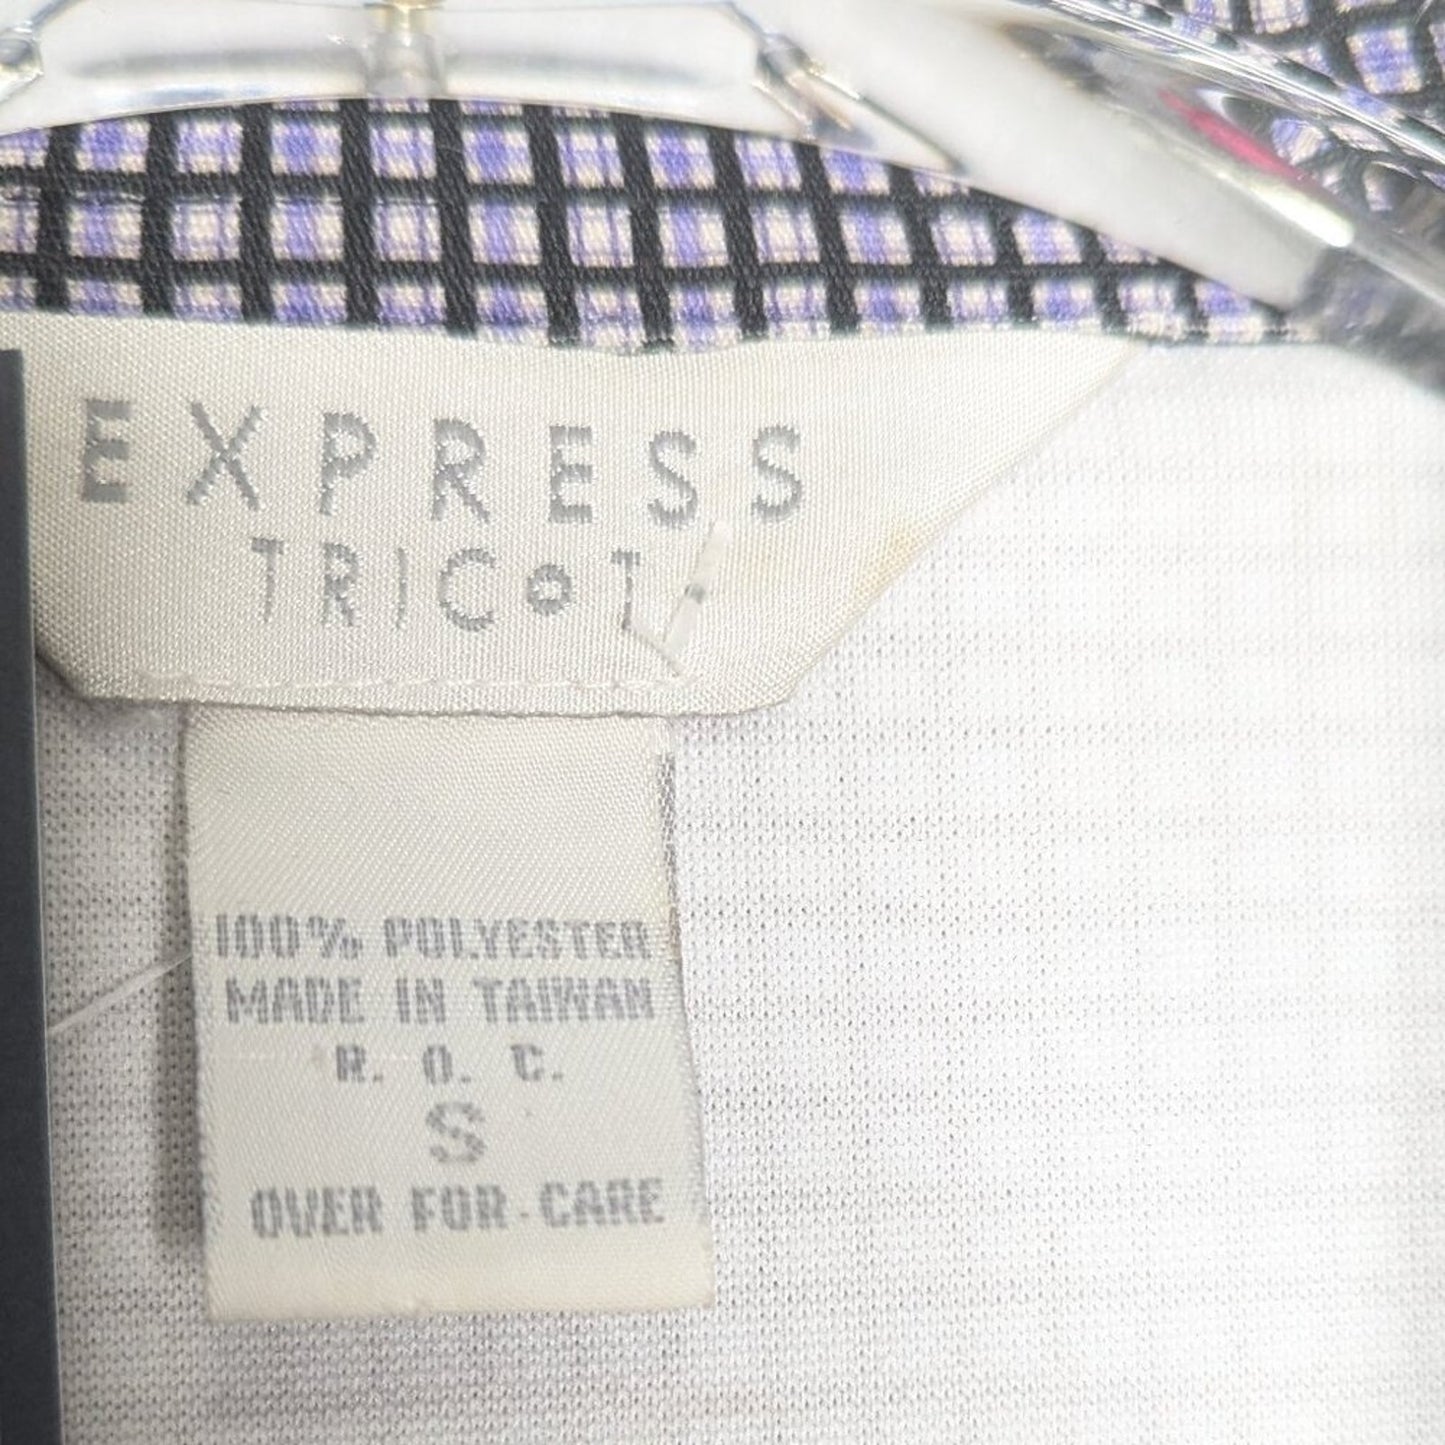 EXPRESS
TRICOT
100% POLYESTER
MADE IN TAIWAN
R. O. C.
S
OVER FOR-CARE